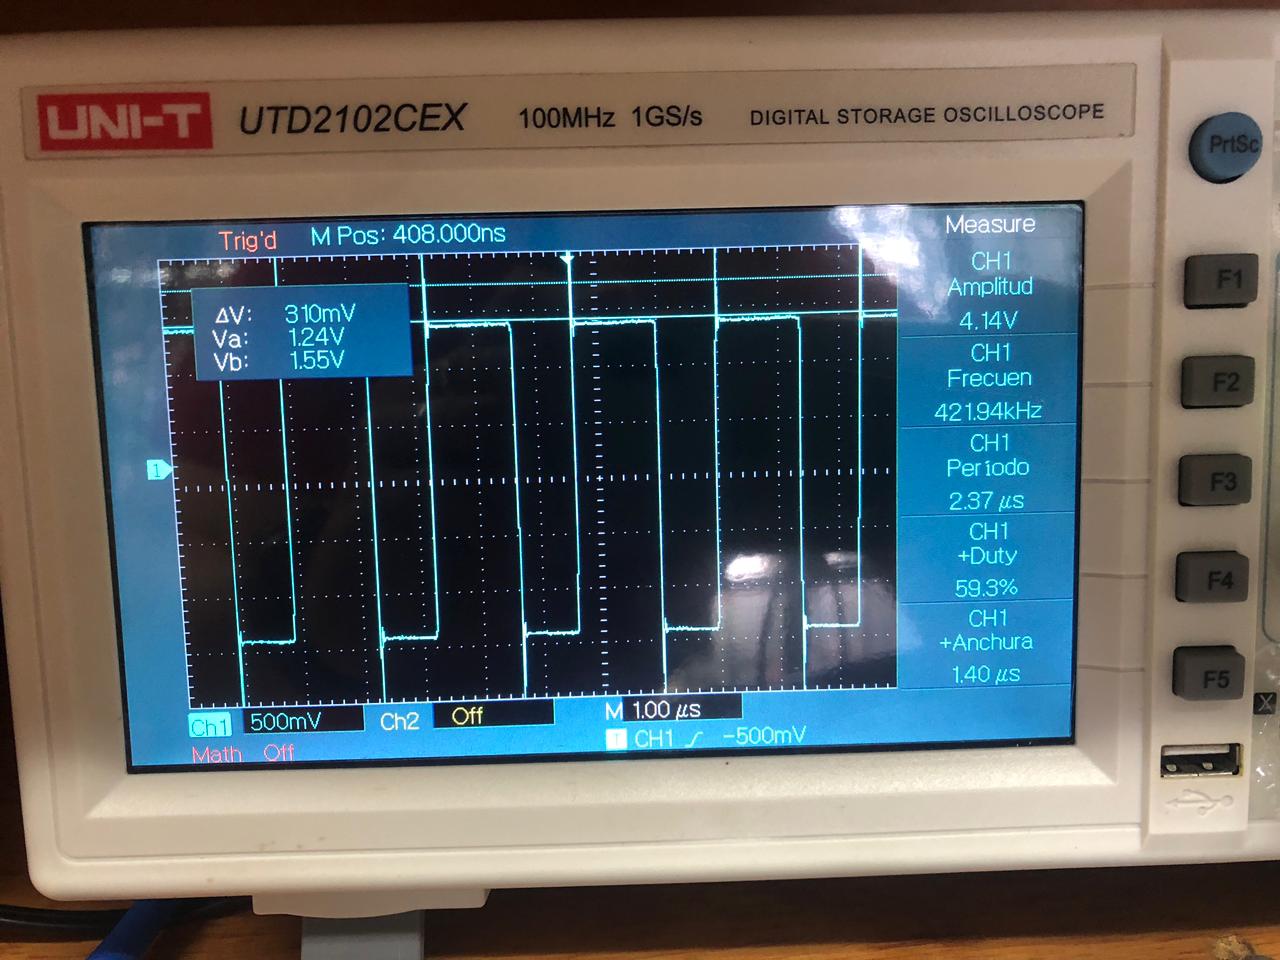 UNI-T UTD2102CEX 100MHz 1GS/s DIGITAL STORAGE OSCILLOSCOPE
PrtSc
Trig'd M Pos: 408.000ns
Measure
ΔV: 310mV
Va: 1.24V
Vb: 1.55V
1
CH1
Amplitud
4.14V
CH1
Frecuen
421.94kHz
CH1
Período
2.37 µs
CH1
+Duty
59.3%
CH1
+Anchura
1.40 µs
F1
F2
F3
F4
F5
Ch1 500mV Ch2 Off M 1.00 µs
Math Off T CH1 -500mV
X